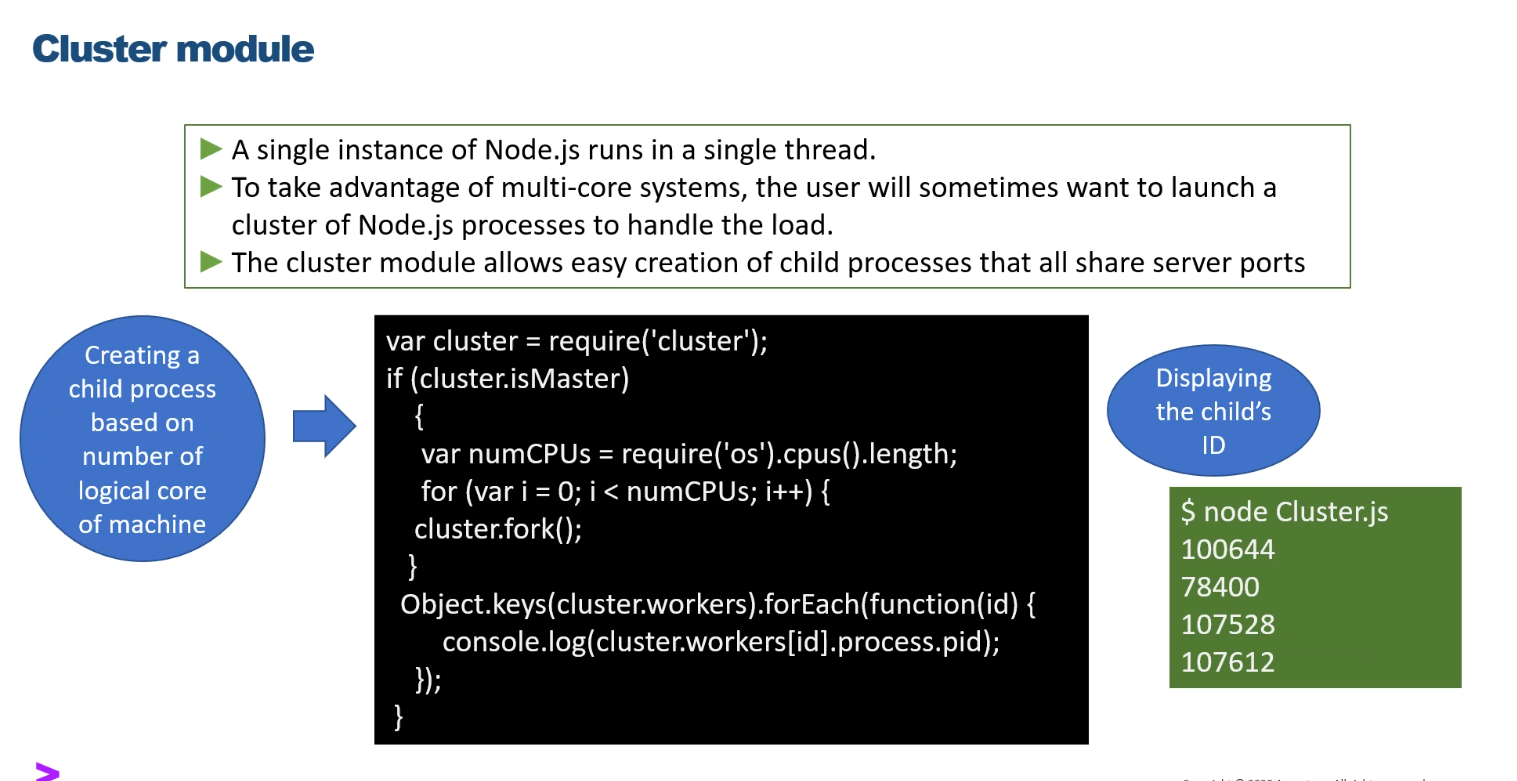 Cluster module
A single instance of Node.js runs in a single thread.
To take advantage of multi-core systems, the user will sometimes want to launch a
cluster of Node.js processes to handle the load.
The cluster module allows easy creation of child processes that all share server ports
Creating a
child process
based on
number of
logical core
of machine
var cluster = require('cluster');
if (cluster.isMaster)
{
var numCPUs = require('os').cpus().length;
for (var i = 0; i < numCPUs; i++) {
cluster.fork();
}
Object.keys(cluster.workers).forEach(function(id) {
console.log(cluster.workers[id].process.pid);
});
}
Displaying
the child’s
ID
$ node Cluster.js
100644
78400
107528
107612
>